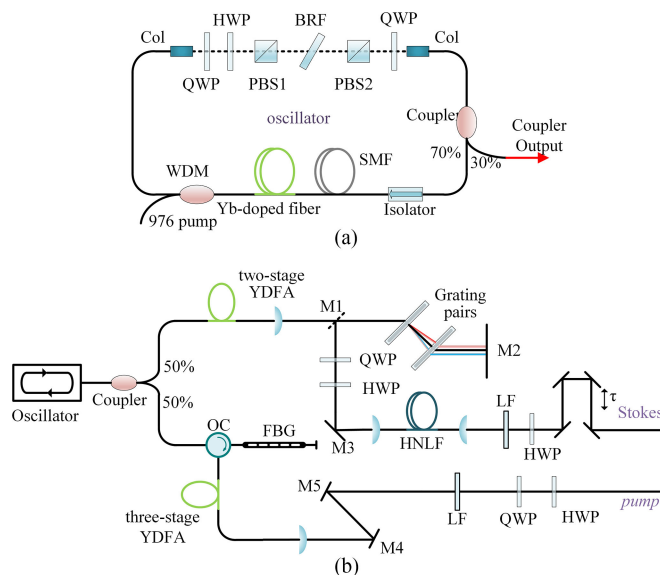 HWP
BRF
QWP
Col
Col
QWP
PBS1
PBS2
oscillator
Coupler
Coupler
Output
70%
30%
SMF
WDM
976 pump
Yb-doped fiber
Isolator
(a)
two-stage
YDFA
M1
Grating
pairs
M2
50%
QWP
HWP
Oscillator
Coupler
50%
OC
FBG
M3
HNLF
LF
HWP
τ
Stokes
three-stage
YDFA
M5
M4
LF
QWP
HWP
pump
(b)